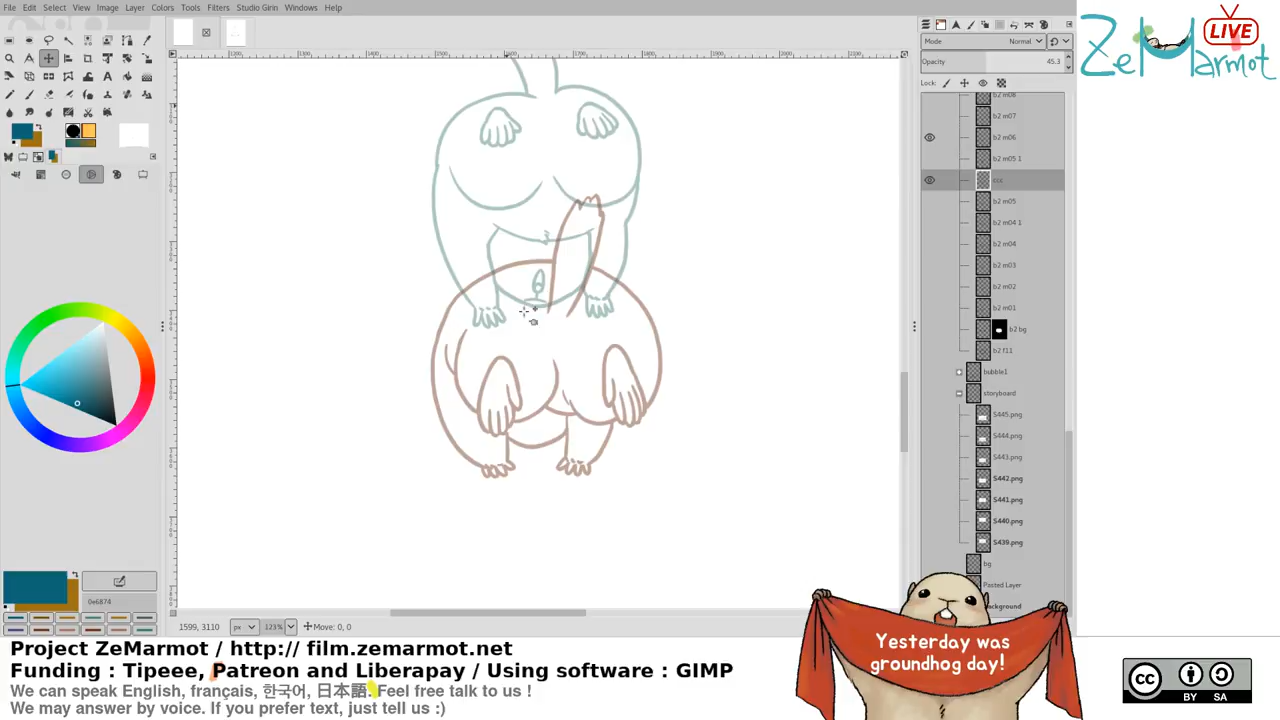 File Edit Select View Image Layer Colors Tools Filters Studio Girin Windows Help
ZeMarmot
LIVE
Mode Normal
Opacity 45.3
Lock:
b2 m08
b2 m07
b2 m06
b2 m05 1
b2 m05
b2 m04 1
b2 m04
b2 m03
b2 m02
b2 m01
b2 bg
b2 f11
bubble1
storyboard
S445.png
S444.png
S443.png
S442.png
S441.png
S440.png
S439.png
bg
Pasted Layer
ackground
0e6874
1599, 3110 px 123% Move: 0, 0
Yesterday was
groundhog day!
Project ZeMarmot / http:// film.zemarmot.net
Funding : Tipeee, Patreon and Liberapay / Using software : GIMP
We can speak English, français, 한국어, 日本語. Feel free talk to us !
We may answer by voice. If you prefer text, just tell us :)
cc
BY SA